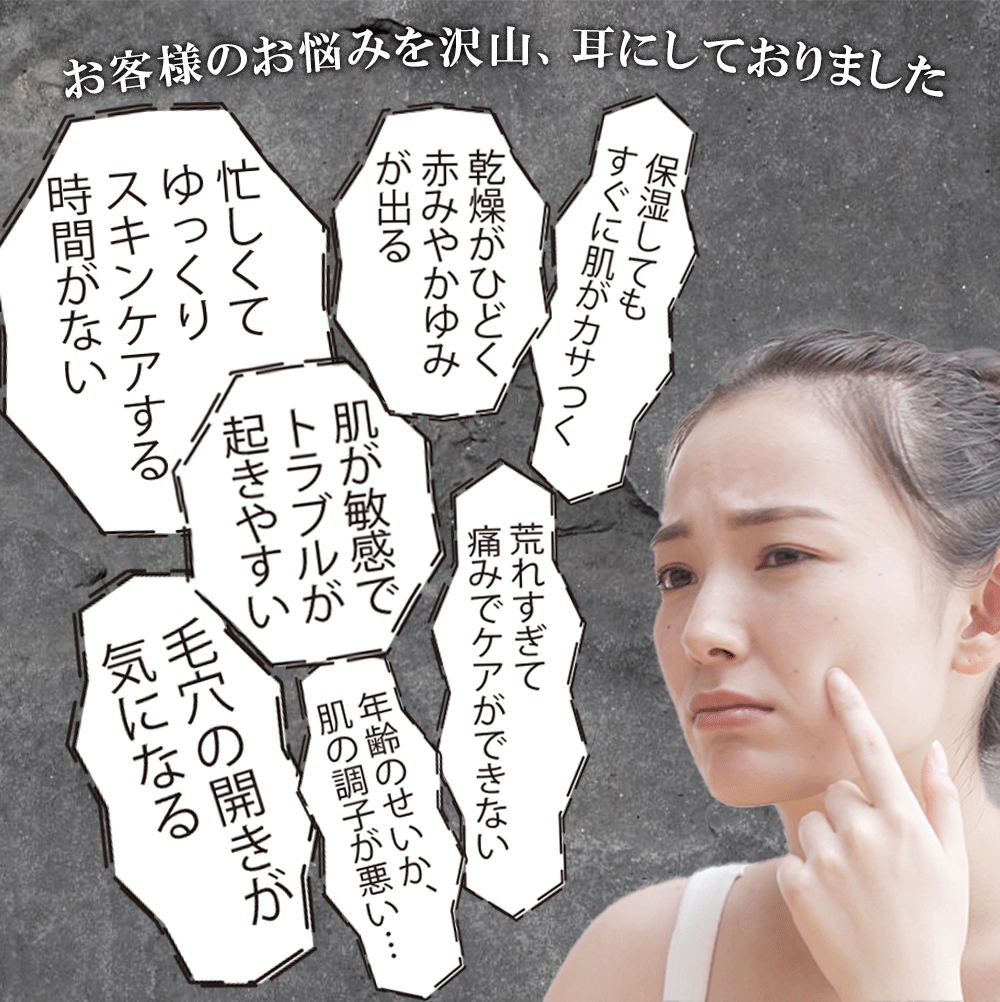 お客様のお悩みを沢山、耳にしておりました
保湿しても
すぐに肌がカサつく
乾燥がひどく
赤みやかゆみ
が出る
忙しくて
ゆっくり
スキンケアする
時間がない
肌が敏感で
トラブルが
起きやすい
荒れすぎて
痛みでケアができない
年齢のせいか、
肌の調子が悪い…
毛穴の開きが
気になる